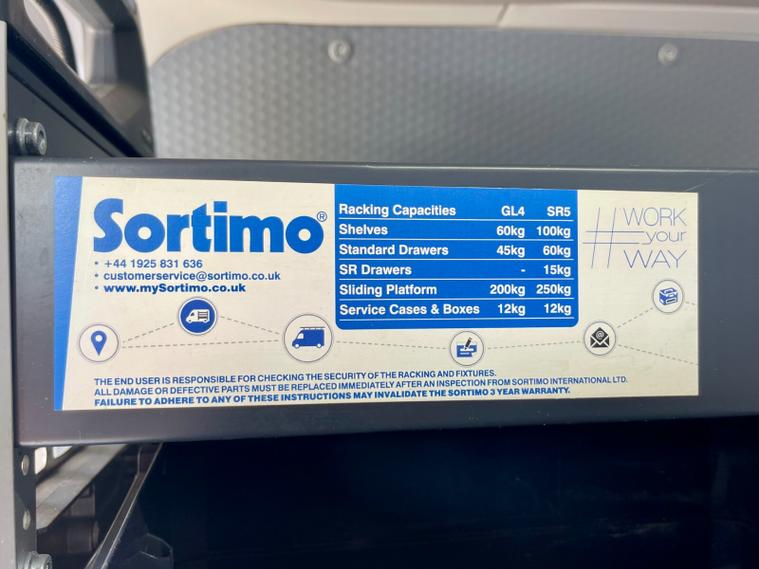 Sortimo®
• +44 1925 831 636
• customerservice@sortimo.co.uk
• www.mySortimo.co.uk
Racking Capacities GL4 SR5
Shelves 60kg 100kg
Standard Drawers 45kg 60kg
SR Drawers - 15kg
Sliding Platform 200kg 250kg
Service Cases & Boxes 12kg 12kg
#WORK
your
WAY
THE END USER IS RESPONSIBLE FOR CHECKING THE SECURITY OF THE RACKING AND FIXTURES.
ALL DAMAGE OR DEFECTIVE PARTS MUST BE REPLACED IMMEDIATELY AFTER AN INSPECTION FROM SORTIMO INTERNATIONAL LTD.
FAILURE TO ADHERE TO ANY OF THESE INSTRUCTIONS MAY INVALIDATE THE SORTIMO 3 YEAR WARRANTY.